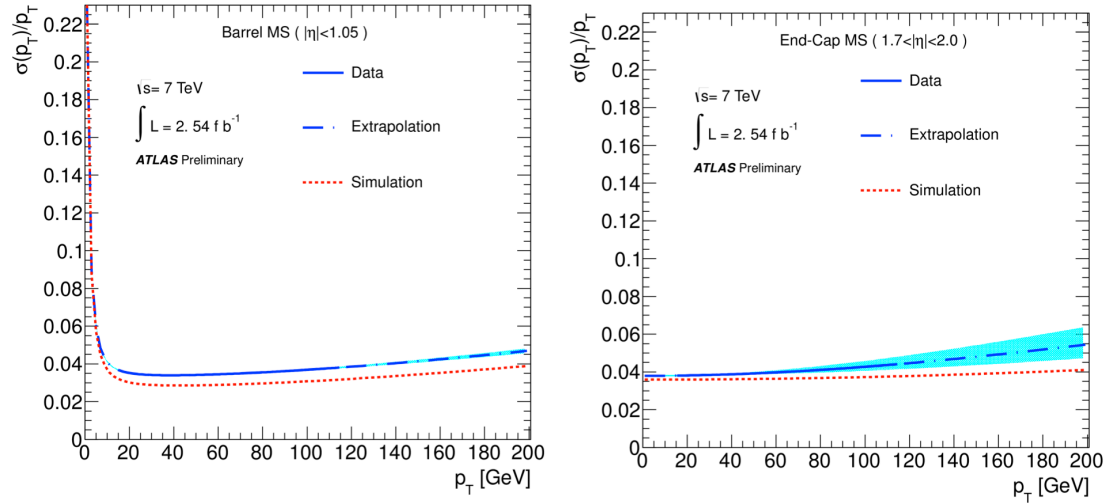 Barrel MS ( |η|<1.05 )
σ(p_T)/p_T
0.22
0.2
0.18
0.16
0.14
0.12
0.1
0.08
0.06
0.04
0.02
0
√s= 7 TeV
∫ L = 2. 54 f b⁻¹
ATLAS Preliminary
Data
Extrapolation
Simulation
0 20 40 60 80 100 120 140 160 180 200
p_T [GeV]
End-Cap MS ( 1.7<|η|<2.0 )
σ(p_T)/p_T
0.22
0.2
0.18
0.16
0.14
0.12
0.1
0.08
0.06
0.04
0.02
0
√s= 7 TeV
∫ L = 2. 54 f b⁻¹
ATLAS Preliminary
Data
Extrapolation
Simulation
0 20 40 60 80 100 120 140 160 180 200
p_T [GeV]